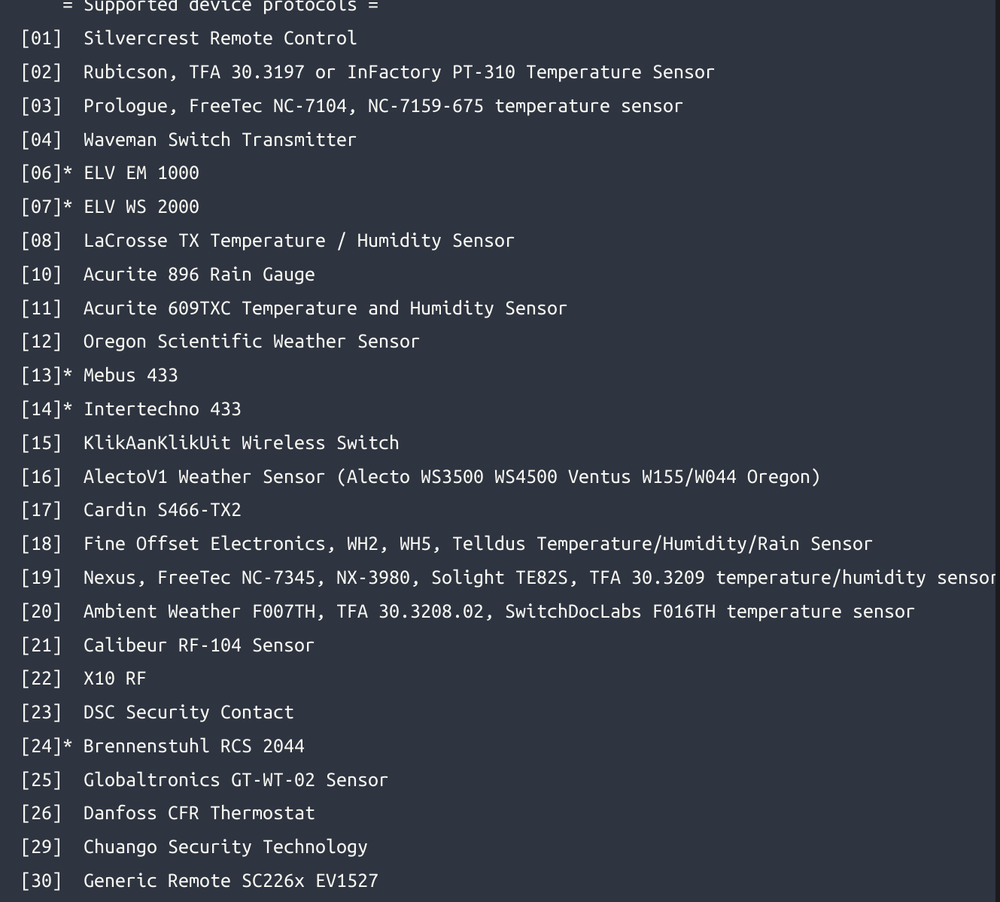 = Supported device protocols =
[01]  Silvercrest Remote Control
[02]  Rubicson, TFA 30.3197 or InFactory PT-310 Temperature Sensor
[03]  Prologue, FreeTec NC-7104, NC-7159-675 temperature sensor
[04]  Waveman Switch Transmitter
[06]* ELV EM 1000
[07]* ELV WS 2000
[08]  LaCrosse TX Temperature / Humidity Sensor
[10]  Acurite 896 Rain Gauge
[11]  Acurite 609TXC Temperature and Humidity Sensor
[12]  Oregon Scientific Weather Sensor
[13]* Mebus 433
[14]* Intertechno 433
[15]  KlikAanKlikUit Wireless Switch
[16]  AlectoV1 Weather Sensor (Alecto WS3500 WS4500 Ventus W155/W044 Oregon)
[17]  Cardin S466-TX2
[18]  Fine Offset Electronics, WH2, WH5, Telldus Temperature/Humidity/Rain Sensor
[19]  Nexus, FreeTec NC-7345, NX-3980, Solight TE82S, TFA 30.3209 temperature/humidity sensor
[20]  Ambient Weather F007TH, TFA 30.3208.02, SwitchDocLabs F016TH temperature sensor
[21]  Calibeur RF-104 Sensor
[22]  X10 RF
[23]  DSC Security Contact
[24]* Brennenstuhl RCS 2044
[25]  Globaltronics GT-WT-02 Sensor
[26]  Danfoss CFR Thermostat
[29]  Chuango Security Technology
[30]  Generic Remote SC226x EV1527